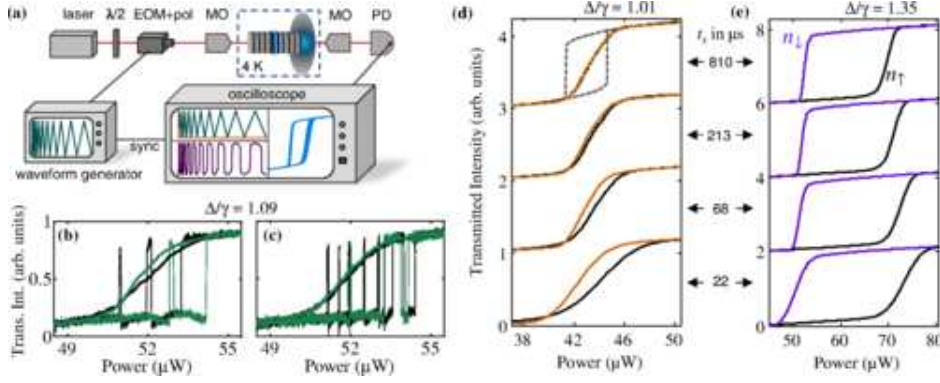 (a)
laser λ/2 EOM+pol MO MO PD
4 K
oscilloscope
sync
waveform generator
Δ/γ = 1.09
(b)
(c)
Trans. Int. (arb. units)
1
0.5
0
49 52 55
49 52 55
Power (μW)
Power (μW)
(d)
Δ/γ = 1.01
Transmitted Intensity (arb. units)
4
3
2
1
0
38 42 46 50
Power (μW)
810
213
68
22
(e)
Δ/γ = 1.35
n↓
n↑
8
6
4
2
0
50 60 70 80
Power (μW)